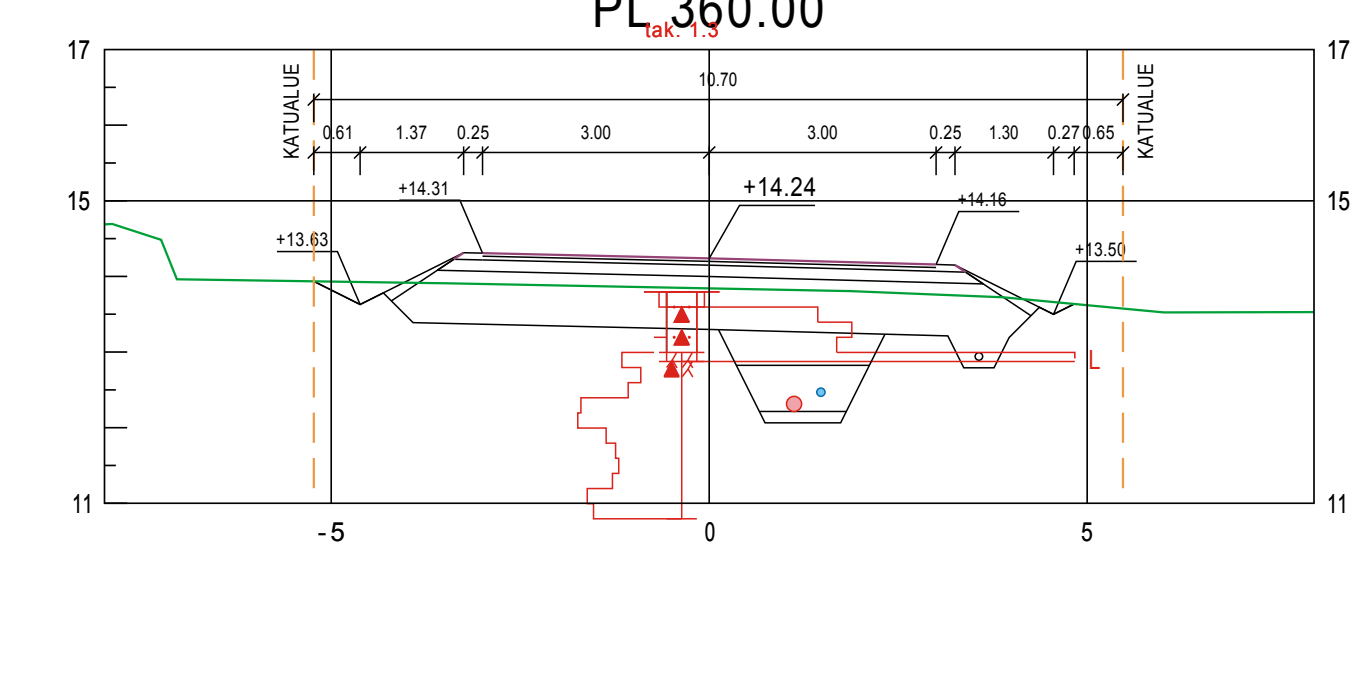 PL 360.00
tak. 1.3
17 17
KATUALUE 10.70 KATUALUE
0.61 1.37 0.25 3.00 3.00 0.25 1.30 0.27 0.65
15 +14.31 +14.24 +14.16 15
+13.63 +13.50
L
11 11
-5 0 5